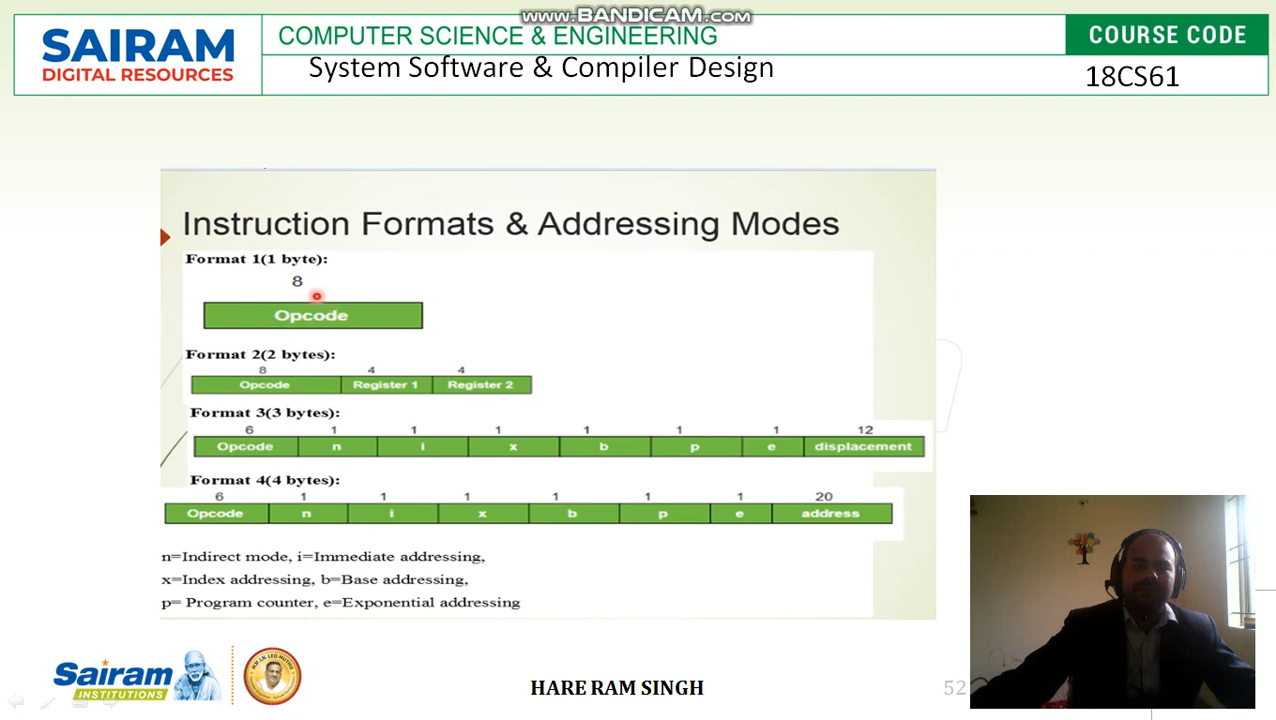 www.BANDICAM.com
SAIRAM
DIGITAL RESOURCES
COMPUTER SCIENCE & ENGINEERING
COURSE CODE
System Software & Compiler Design
18CS61
Instruction Formats & Addressing Modes
Format 1(1 byte):
8
Opcode
Format 2(2 bytes):
8 4 4
Opcode Register 1 Register 2
Format 3(3 bytes):
6 1 1 1 1 1 1 12
Opcode n i x b p e displacement
Format 4(4 bytes):
6 1 1 1 1 1 1 20
Opcode n i x b p e address
n=Indirect mode, i=Immediate addressing,
x=Index addressing, b=Base addressing,
p= Program counter, e=Exponential addressing
Sairam
INSTITUTIONS
HARE RAM SINGH
52